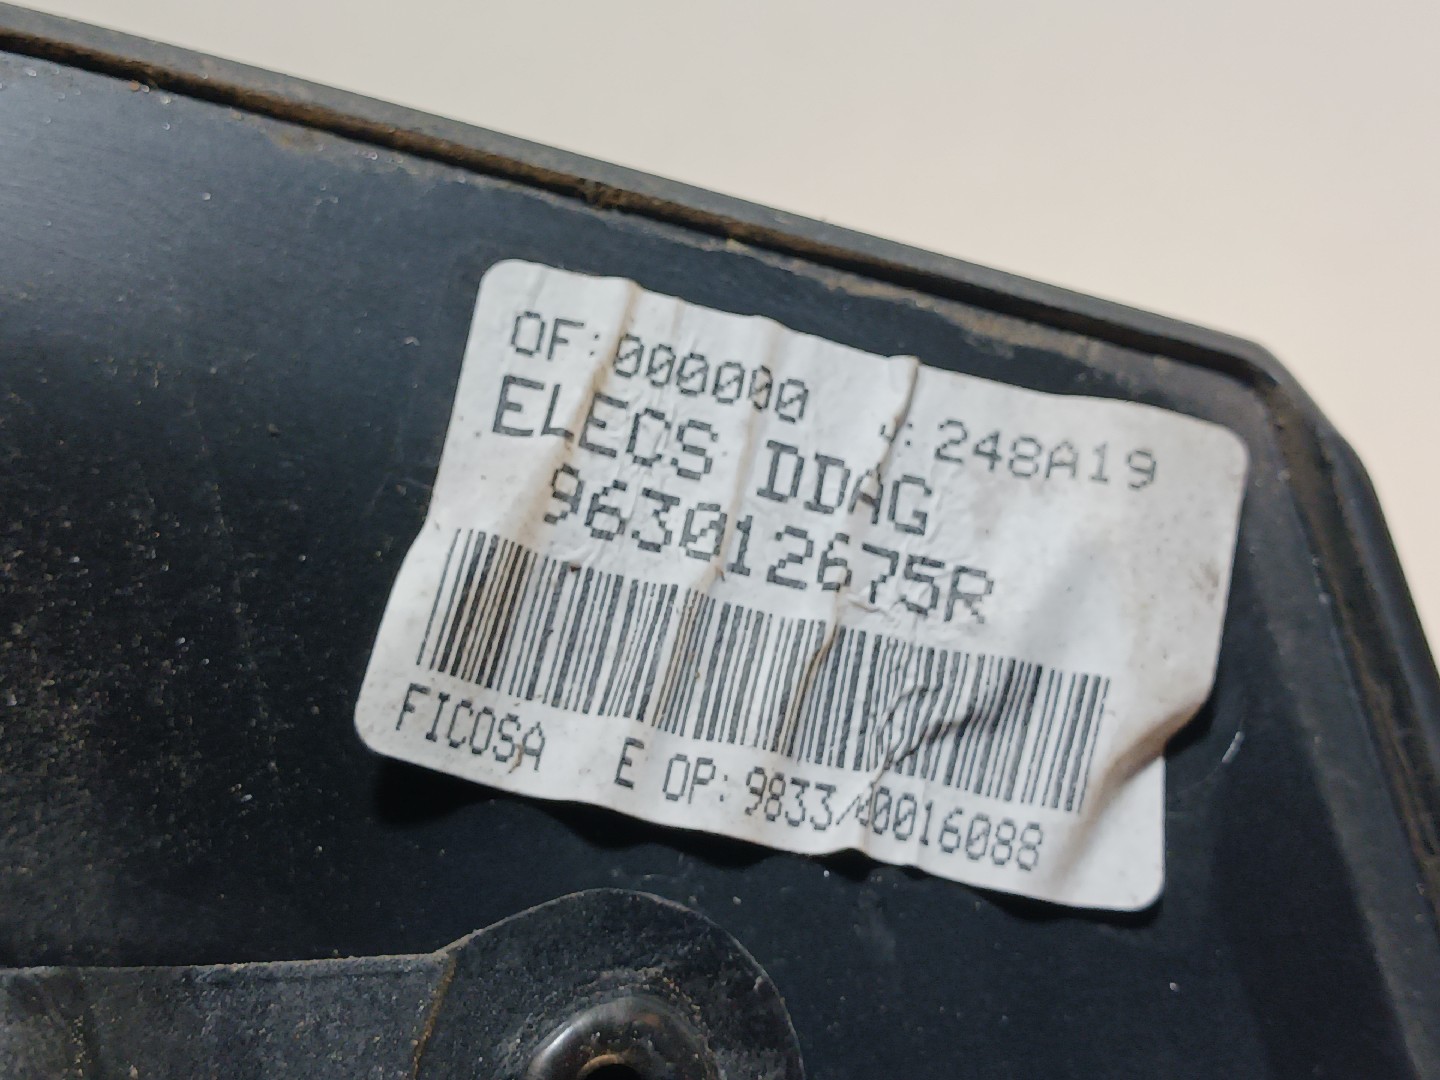 OF:000000 J:248A19
ELECS DDAG
963012675R
FICOSA E OP:9833/00016088